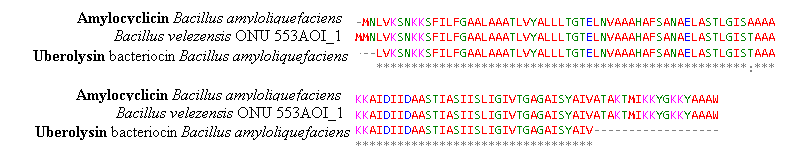 Amylocyclicin Bacillus amyloliquefaciens -MNLVKSNKKSFILFGAALAAATLVYALLLTGTELNVAAAHAFSANAELASTLGISAAAA
Bacillus velezensis ONU 553AOI_1 MMNLVKSNKKSFILFGAALAAATLVYALLLTGTELNVAAAHAFSANAELASTLGISTAAA
Uberolysin bacteriocin Bacillus amyloliquefaciens ---LVKSNKKSFILFGAALAAATLVYALLLTGTELNVAAAHAFSANAELASTLGISTAAA
*****************************************************:***
Amylocyclicin Bacillus amyloliquefaciens KKAIDIIDAASTIASIISLIGIVTGAGAISYAIVATAKTMIKKYGKKYAAAW
Bacillus velezensis ONU 553AOI_1 KKAIDIIDAASTIASIISLIGIVTGAGAISYAIVATAKTMIKKYGKKYAAAW
Uberolysin bacteriocin Bacillus amyloliquefaciens KKAIDIIDAASTIASIISLIGIVTGAGAISYAIV------------------
**********************************